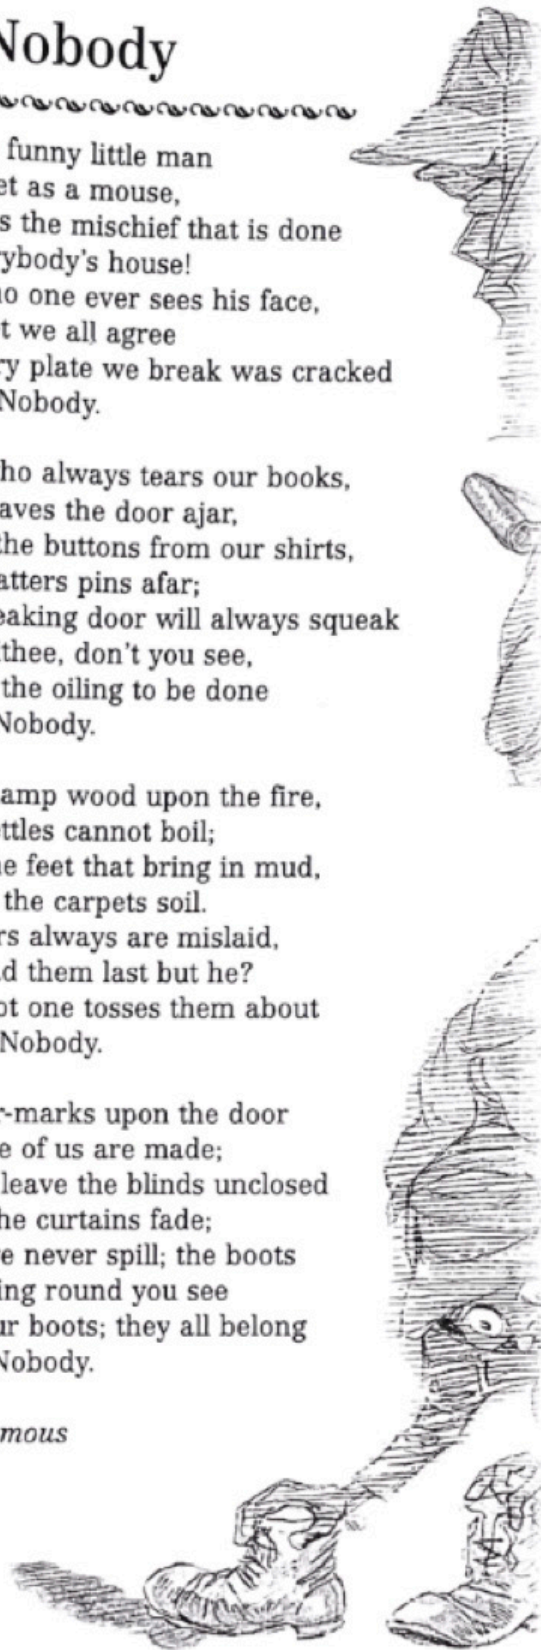 Nobody
funny little man
et as a mouse,
s the mischief that is done
ybody's house!
no one ever sees his face,
t we all agree
ry plate we break was cracked
Nobody.
ho always tears our books,
aves the door ajar,
the buttons from our shirts,
atters pins afar;
eaking door will always squeak
thee, don't you see,
the oiling to be done
Nobody.
amp wood upon the fire,
ttles cannot boil;
e feet that bring in mud,
the carpets soil.
rs always are mislaid,
d them last but he?
ot one tosses them about
Nobody.
r-marks upon the door
e of us are made;
leave the blinds unclosed
he curtains fade;
e never spill; the boots
ing round you see
ur boots; they all belong
Nobody.
mous